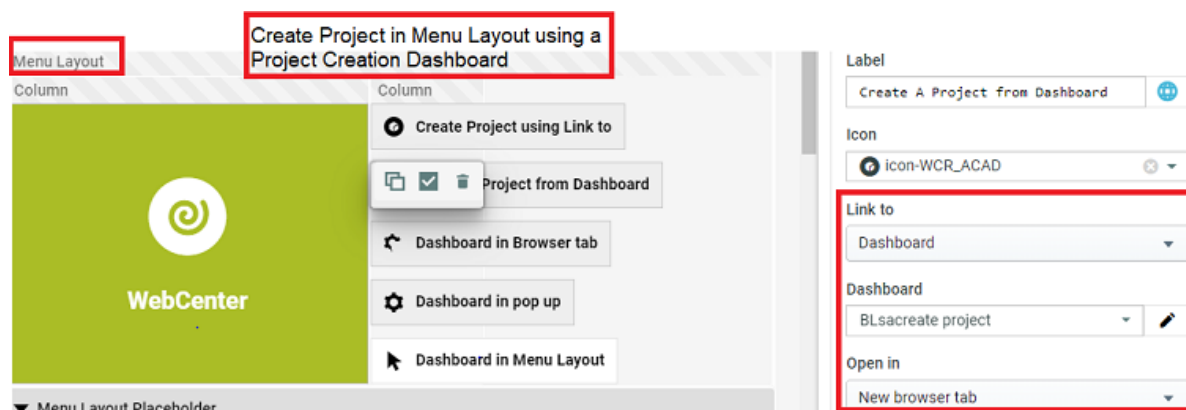 Create Project in Menu Layout using a
Project Creation Dashboard
Menu Layout
Column
Column
WebCenter
Create Project using Link to
Project from Dashboard
Dashboard in Browser tab
Dashboard in pop up
Dashboard in Menu Layout
Menu Layout Placeholder
Label
Create A Project from Dashboard
Icon
icon-WCR_ACAD
Link to
Dashboard
Dashboard
BLsacreate project
Open in
New browser tab